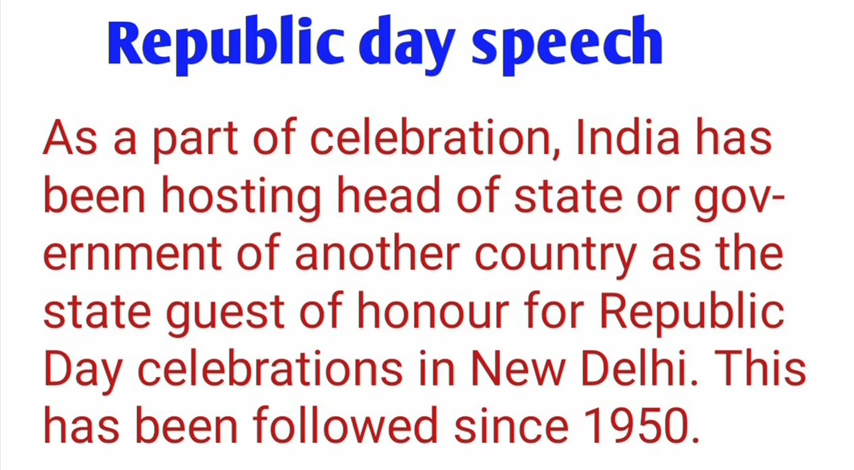 Republic day speech
As a part of celebration, India has
been hosting head of state or gov-
ernment of another country as the
state guest of honour for Republic
Day celebrations in New Delhi. This
has been followed since 1950.